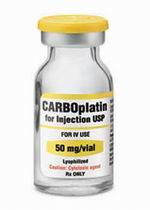 CARBOplatin
for Injection USP
FOR IV USE
50 mg/vial
Lyophilized
Caution: Cytotoxic agent
Rx ONLY